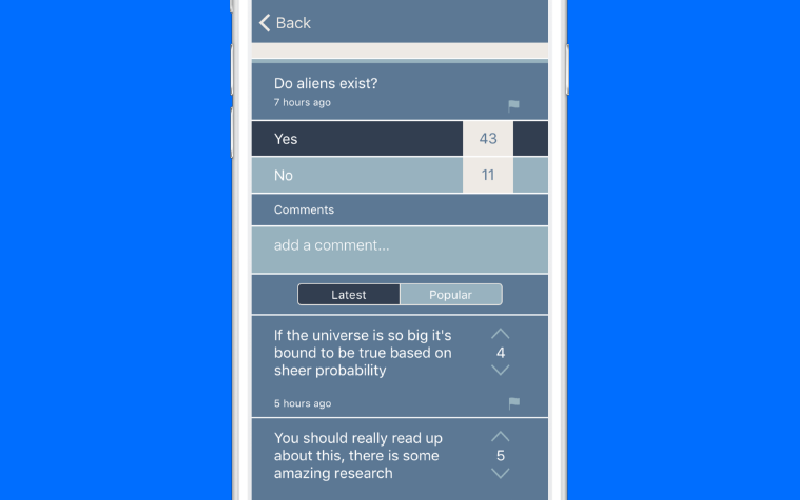 Back
Do aliens exist?
7 hours ago
Yes 43
No 11
Comments
add a comment...
Latest Popular
If the universe is so big it's
bound to be true based on
sheer probability
4
5 hours ago
You should really read up
about this, there is some
amazing research
5